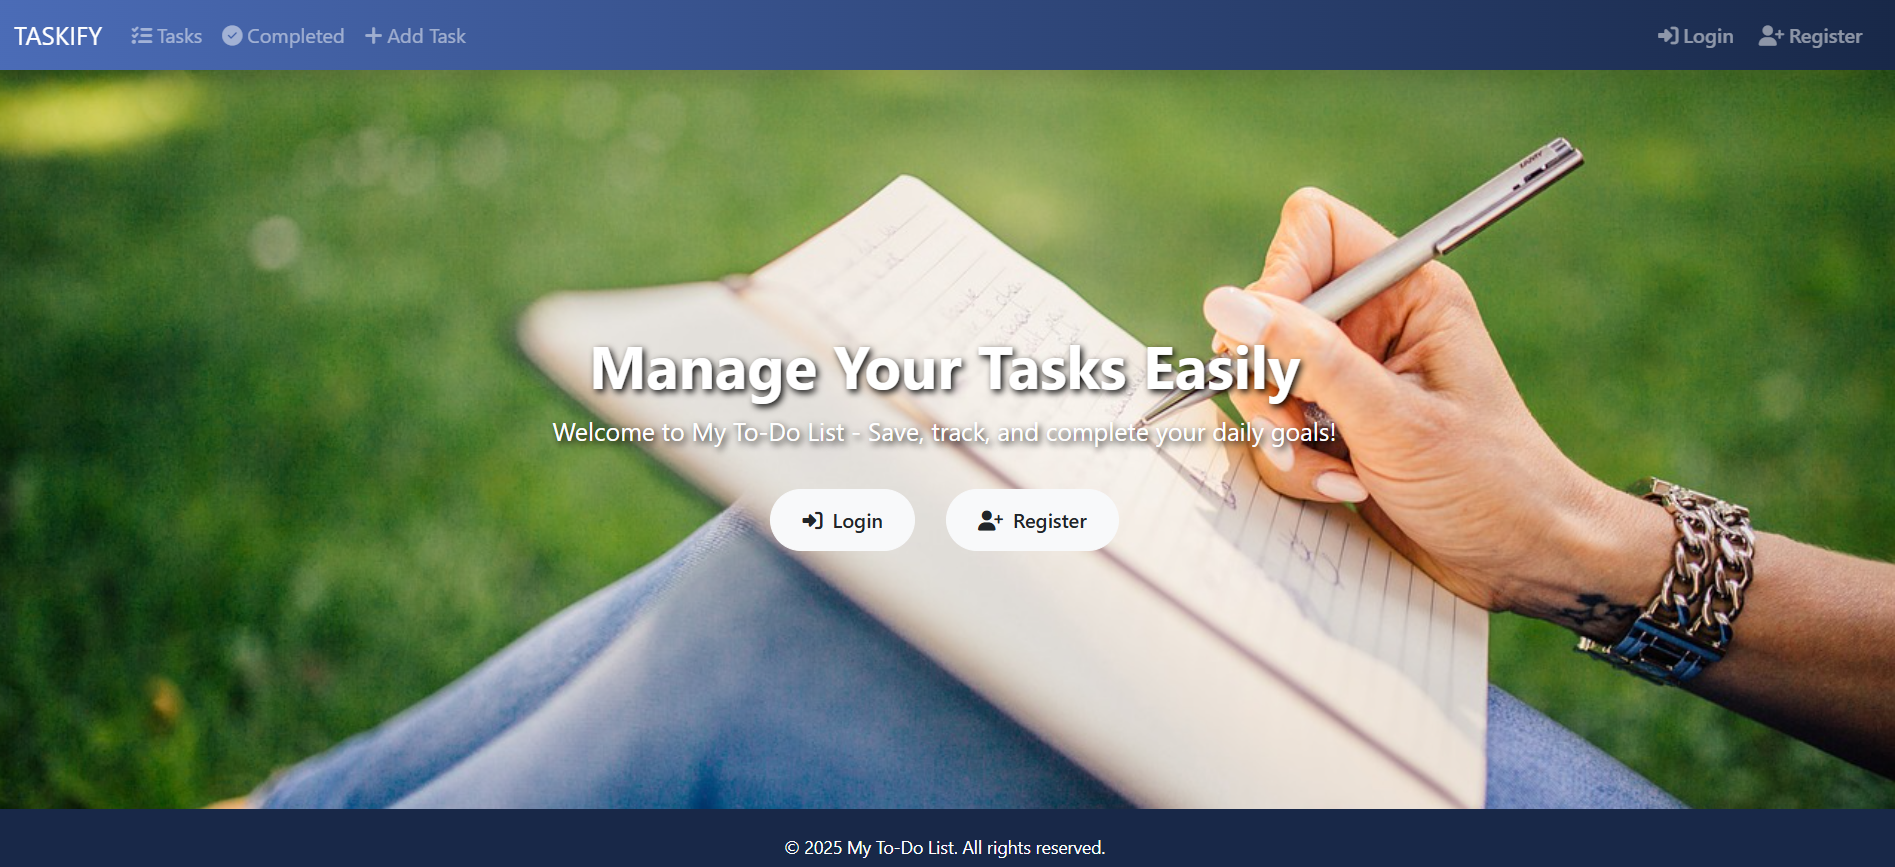 TASKIFY Tasks Completed Add Task Login Register
Manage Your Tasks Easily
Welcome to My To-Do List - Save, track, and complete your daily goals!
Login Register
© 2025 My To-Do List. All rights reserved.